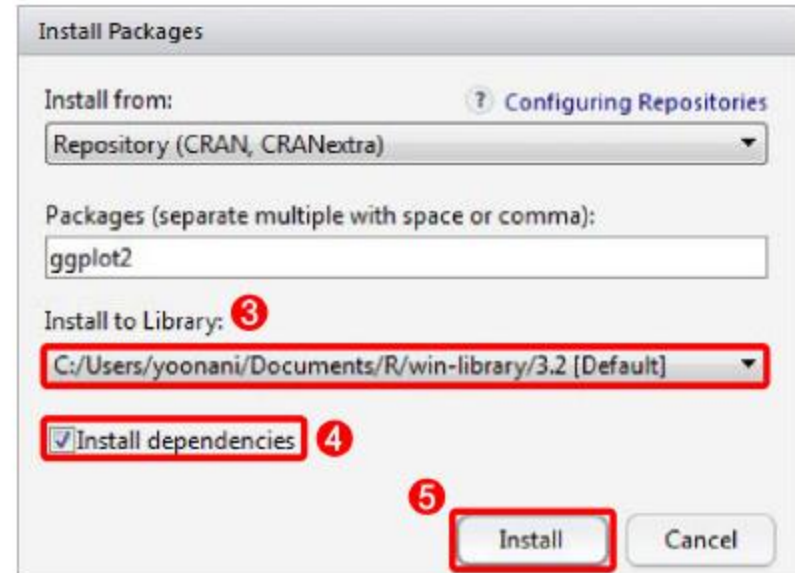 Install Packages
Install from: ? Configuring Repositories
Repository (CRAN, CRANextra)
Packages (separate multiple with space or comma):
ggplot2
Install to Library: 3
C:/Users/yoonani/Documents/R/win-library/3.2 [Default]
Install dependencies 4
5
Install Cancel